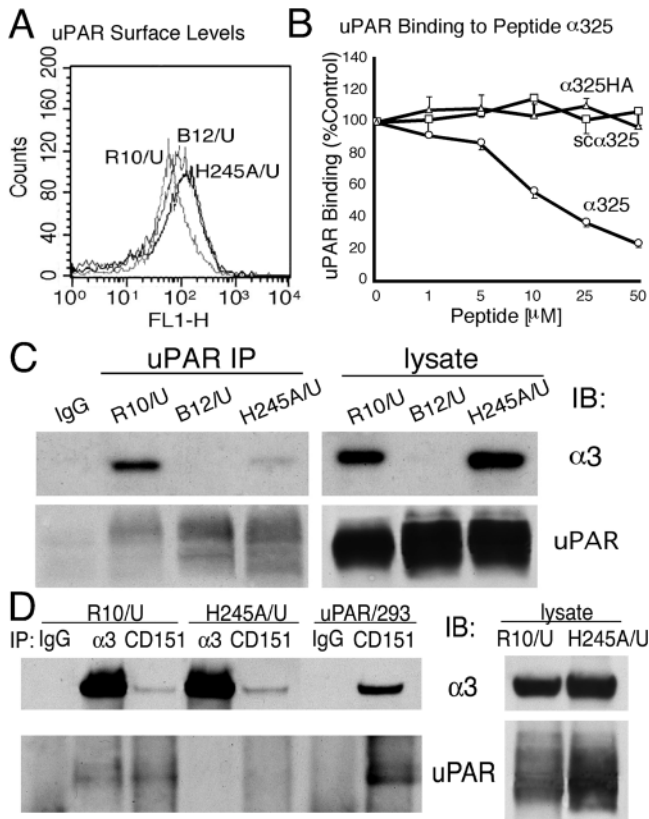 A uPAR Surface Levels
Counts
200
160
120
80
40
0
R10/U
B12/U
H245A/U
10⁰ 10¹ 10² 10³ 10⁴
FL1-H
B uPAR Binding to Peptide α325
uPAR Binding (%Control)
140
120
100
80
60
40
20
0
α325HA
scα325
α325
0 1 5 10 25 50
Peptide [μM]
C
uPAR IP lysate
IgG R10/U B12/U H245A/U R10/U B12/U H245A/U IB:
α3
uPAR
D
R10/U H245A/U uPAR/293 lysate
IP: IgG α3 CD151 α3 CD151 IgG CD151 IB: R10/U H245A/U
α3
uPAR